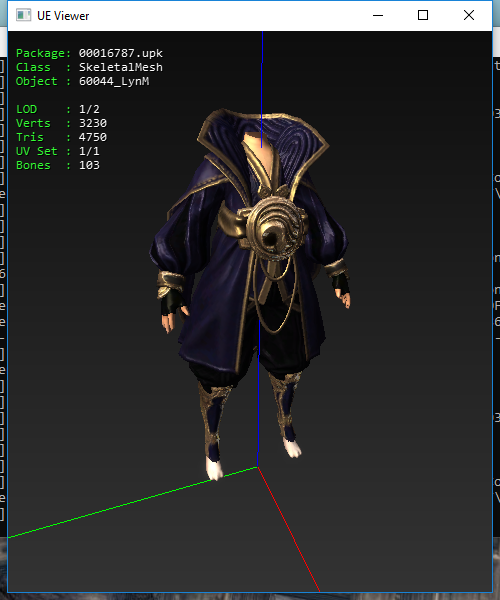 UE Viewer
Package: 00016787.upk
Class : SkeletalMesh
Object : 60044_LynM
LOD : 1/2
Verts : 3230
Tris : 4750
UV Set : 1/1
Bones : 103